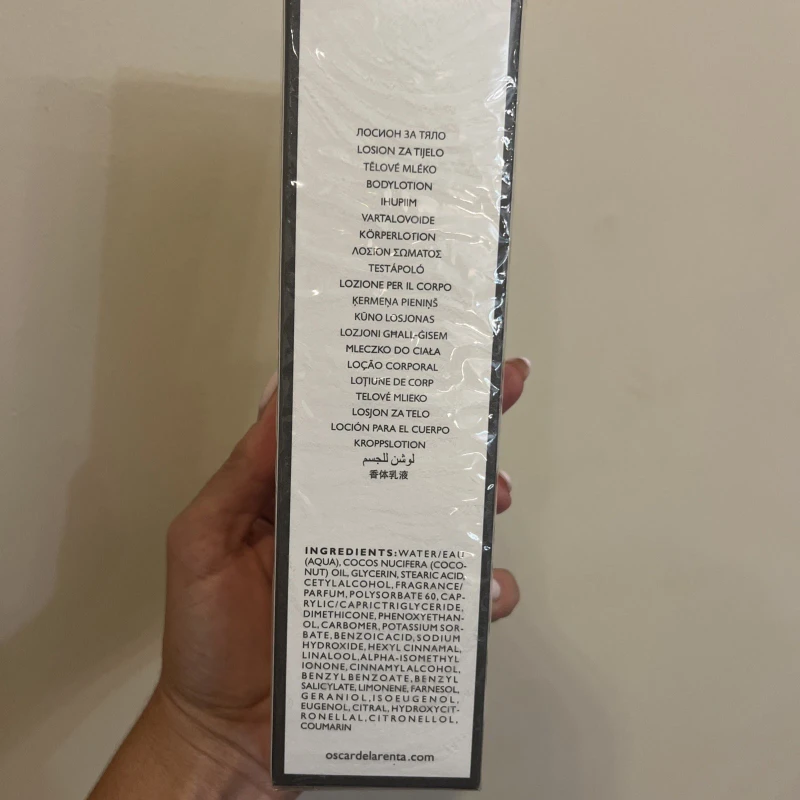 ЛОСИОН ЗА ТЯЛО
LOSION ZA TIJELO
TĚLOVÉ MLÉKO
BODYLOTION
IHUPIIM
VARTALOVOIDE
KÖRPERLOTION
ΛΟΣΙΟΝ ΣΩΜΑΤΟΣ
TESTÁPOLÓ
LOZIONE PER IL CORPO
ĶERMEŅA PIENIŅŠ
KŪNO LOSJONAS
LOZJONI GĦALL-ĠISEM
MLECZKO DO CIAŁA
LOÇÃO CORPORAL
LOȚIUNE DE CORP
TELOVÉ MLIEKO
LOSJON ZA TELO
LOCIÓN PARA EL CUERPO
KROPPSLOTION
لوشن للجسم
香体乳液
INGREDIENTS: WATER/EAU
(AQUA), COCOS NUCIFERA (COCO-
NUT) OIL, GLYCERIN, STEARIC ACID,
CETYL ALCOHOL, FRAGRANCE/
PARFUM, POLYSORBATE 60, CAP-
RYLIC/CAPRIC TRIGLYCERIDE,
DIMETHICONE, PHENOXYETHAN-
OL, CARBOMER, POTASSIUM SOR-
BATE, BENZOIC ACID, SODIUM
HYDROXIDE, HEXYL CINNAMAL,
LINALOOL, ALPHA-ISOMETHYL
IONONE, CINNAMYL ALCOHOL,
BENZYL BENZOATE, BENZYL
SALICYLATE, LIMONENE, FARNESOL,
GERANIOL, ISOEUGENOL,
EUGENOL, CITRAL, HYDROXYCIT-
RONELLAL, CITRONELLOL,
COUMARIN
oscardelarenta.com